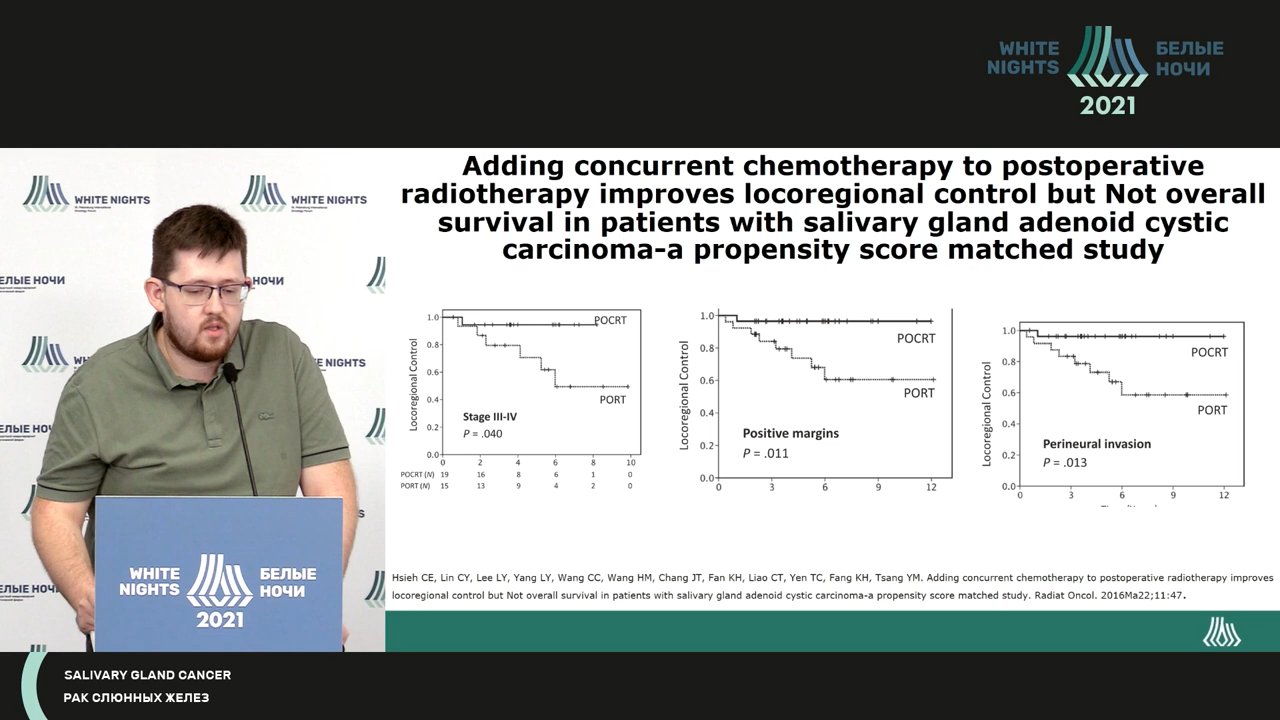 WHITE
NIGHTS
БЕЛЫЕ
НОЧИ
2021
WHITE NIGHTS
WHITE NIGHTS
БЕЛЫЕ НОЧИ
WHITE
NIGHTS
БЕЛЫЕ
НОЧИ
2021
Adding concurrent chemotherapy to postoperative
radiotherapy improves locoregional control but Not overall
survival in patients with salivary gland adenoid cystic
carcinoma-a propensity score matched study
Locoregional Control
1.0
0.8
0.6
0.4
0.2
0.0
POCRT
PORT
Stage III-IV
P = .040
0 2 4 6 8 10
POCRT (N) 19 16 8 6 1 0
PORT (N) 15 13 9 4 2 0
Locoregional Control
1.0
0.8
0.6
0.4
0.2
0.0
POCRT
PORT
Positive margins
P = .011
0 3 6 9 12
Locoregional Control
1.0
0.8
0.6
0.4
0.2
0.0
POCRT
PORT
Perineural invasion
P = .013
0 3 6 9 12
Hsieh CE, Lin CY, Lee LY, Yang LY, Wang CC, Wang HM, Chang JT, Fan KH, Liao CT, Yen TC, Fang KH, Tsang YM. Adding concurrent chemotherapy to postoperative radiotherapy improves
locoregional control but Not overall survival in patients with salivary gland adenoid cystic carcinoma-a propensity score matched study. Radiat Oncol. 2016Ma22;11:47.
SALIVARY GLAND CANCER
РАК СЛЮННЫХ ЖЕЛЕЗ